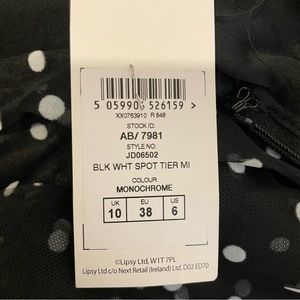 5 059904 526159 >
XX0763910 R 848
STOCK ID:
AB/ 7981
STYLE NO:
JD06502
BLK WHT SPOT TIER MI
COLOUR:
MONOCHROME
UK EU US
10 38 6
©Lipsy Ltd, W1T 7PL
Lipsy Ltd c/o Next Retail (Ireland) Ltd, D02 ED70